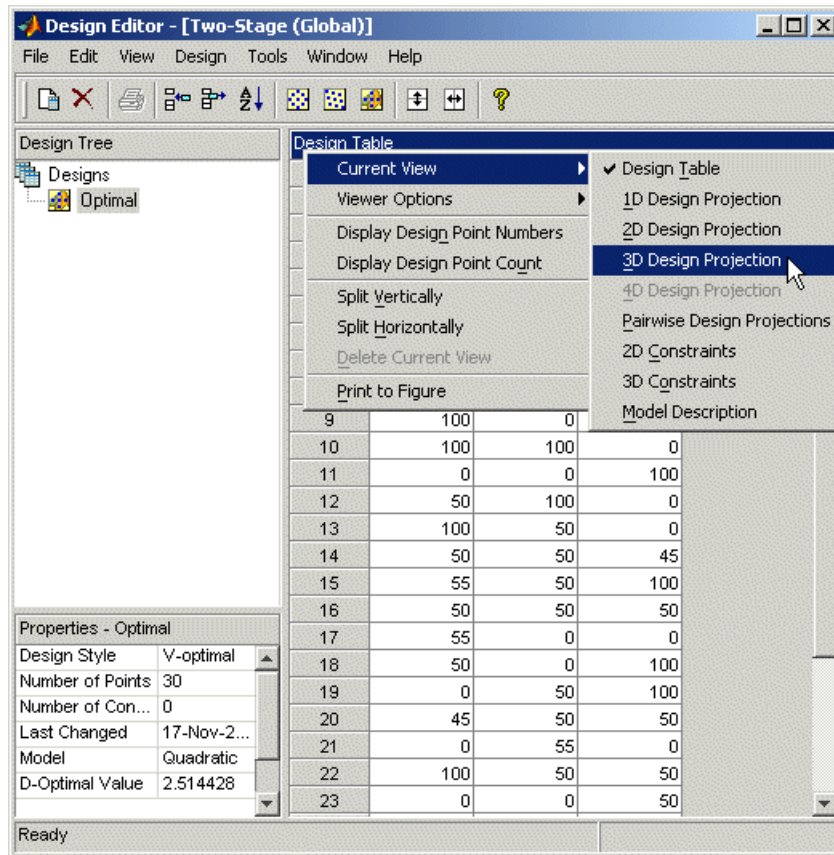 Design Editor - [Two-Stage (Global)]
File Edit View Design Tools Window Help
Design Tree
Designs
Optimal
Design Table
Current View
Viewer Options
Display Design Point Numbers
Display Design Point Count
Split Vertically
Split Horizontally
Delete Current View
Print to Figure
Design Table
1D Design Projection
2D Design Projection
3D Design Projection
4D Design Projection
Pairwise Design Projections
2D Constraints
3D Constraints
Model Description
9 100 0
10 100 100 0
11 0 0 100
12 50 100 0
13 100 50 0
14 50 50 45
15 55 50 100
16 50 50 50
17 55 0 0
18 50 0 100
19 0 50 100
20 45 50 50
21 0 55 0
22 100 50 50
23 0 0 50
Properties - Optimal
Design Style V-optimal
Number of Points 30
Number of Con... 0
Last Changed 17-Nov-2...
Model Quadratic
D-Optimal Value 2.514428
Ready